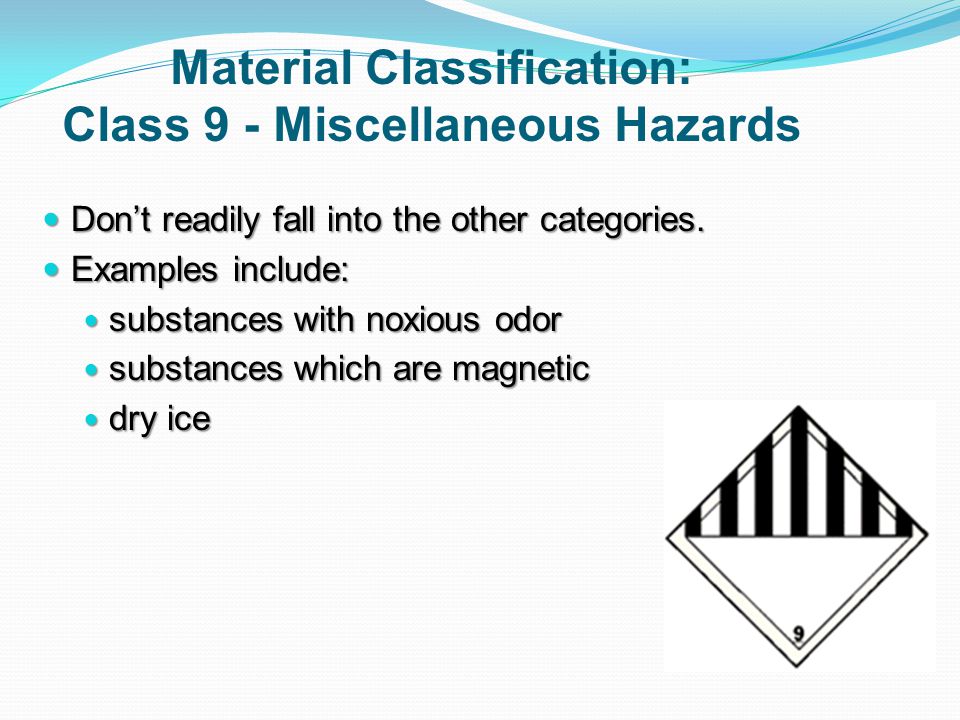 Material Classification:
Class 9 - Miscellaneous Hazards
Don’t readily fall into the other categories.
Examples include:
substances with noxious odor
substances which are magnetic
dry ice
9